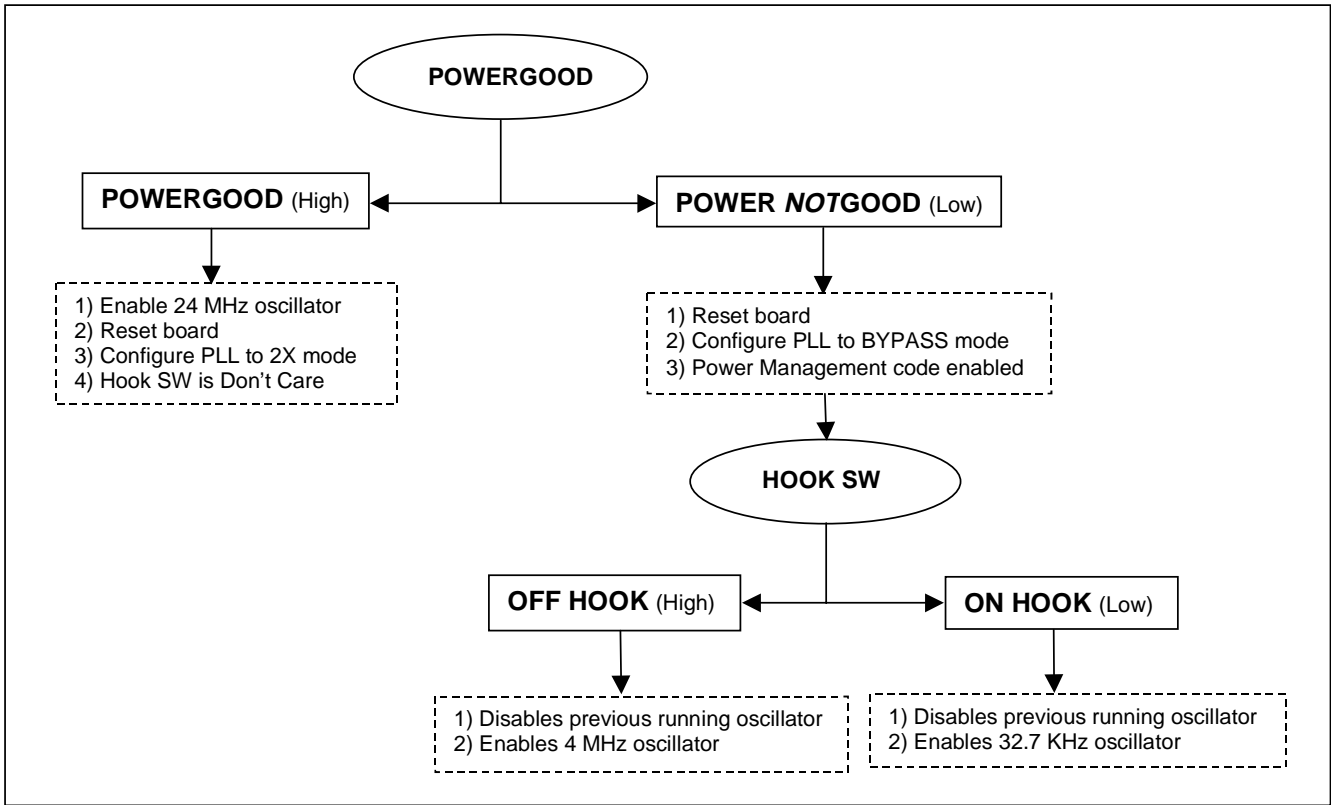 POWERGOOD
POWERGOOD (High)
POWER NOTGOOD (Low)
1) Enable 24 MHz oscillator
2) Reset board
3) Configure PLL to 2X mode
4) Hook SW is Don't Care
1) Reset board
2) Configure PLL to BYPASS mode
3) Power Management code enabled
HOOK SW
OFF HOOK (High)
ON HOOK (Low)
1) Disables previous running oscillator
2) Enables 4 MHz oscillator
1) Disables previous running oscillator
2) Enables 32.7 KHz oscillator